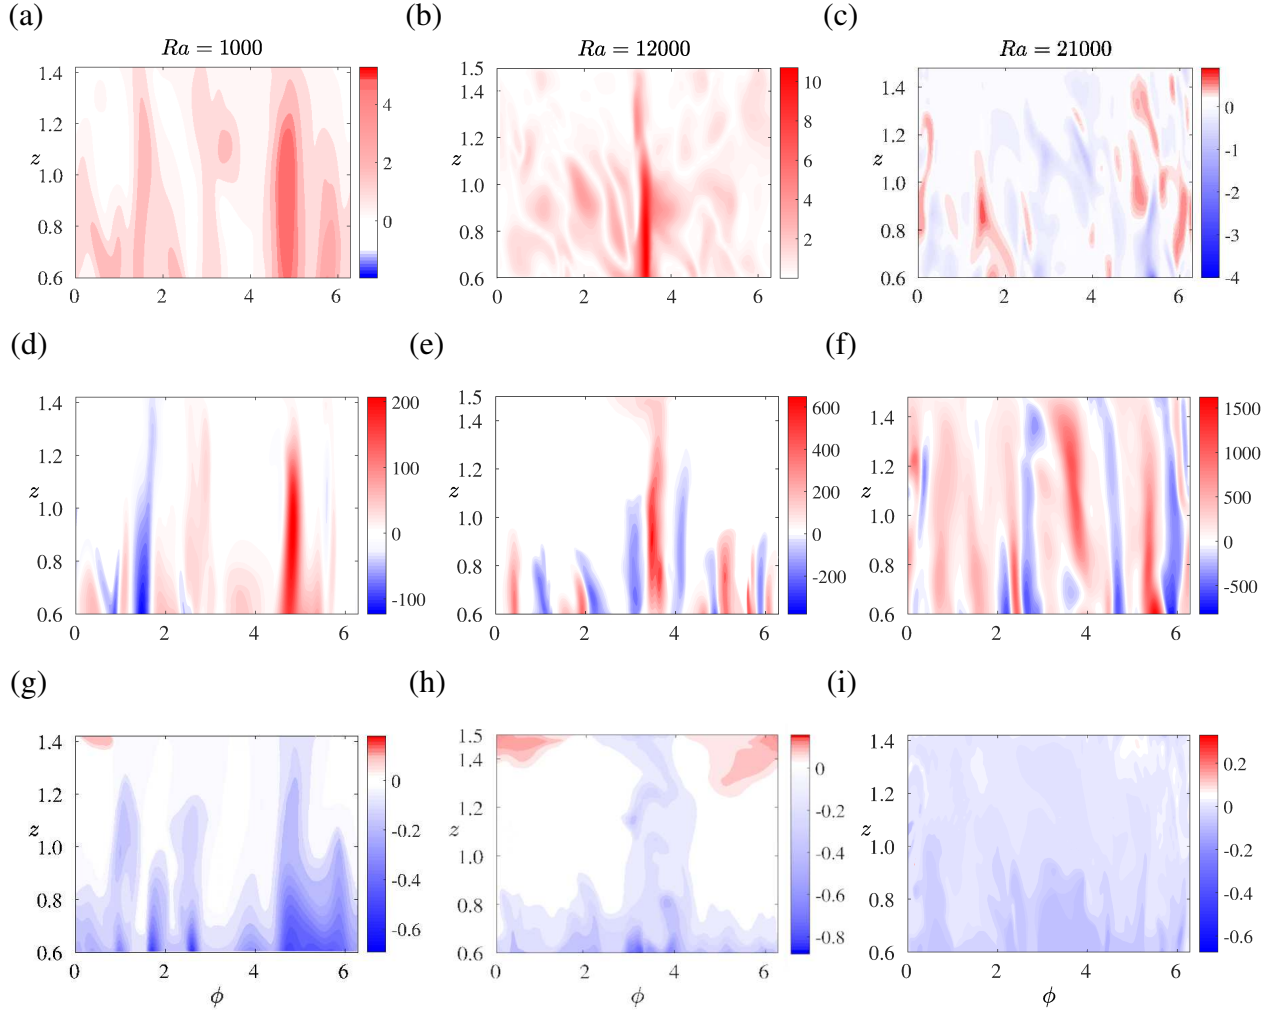 (a) (b) (c)
Ra = 1000 Ra = 12000 Ra = 21000
z 1.4 1.2 1.0 0.8 0.6 0 2 4 6 4 2 0
z 1.5 1.4 1.2 1.0 0.8 0.6 0 2 4 6 10 8 6 4 2
z 1.4 1.2 1.0 0.8 0.6 0 2 4 6 0 -1 -2 -3 -4
(d) (e) (f)
z 1.4 1.2 1.0 0.8 0.6 0 2 4 6 200 100 0 -100
z 1.5 1.4 1.2 1.0 0.8 0.6 0 2 4 6 600 400 200 0 -200
z 1.4 1.2 1.0 0.8 0.6 0 2 4 6 1500 1000 500 0 -500
(g) (h) (i)
z 1.4 1.2 1.0 0.8 0.6 0 2 4 6 0 -0.2 -0.4 -0.6
z 1.5 1.4 1.2 1.0 0.8 0.6 0 2 4 6 0 -0.2 -0.4 -0.6 -0.8
z 1.4 1.2 1.0 0.8 0.6 0 2 4 6 0.2 0 -0.2 -0.4 -0.6
ϕ ϕ ϕ